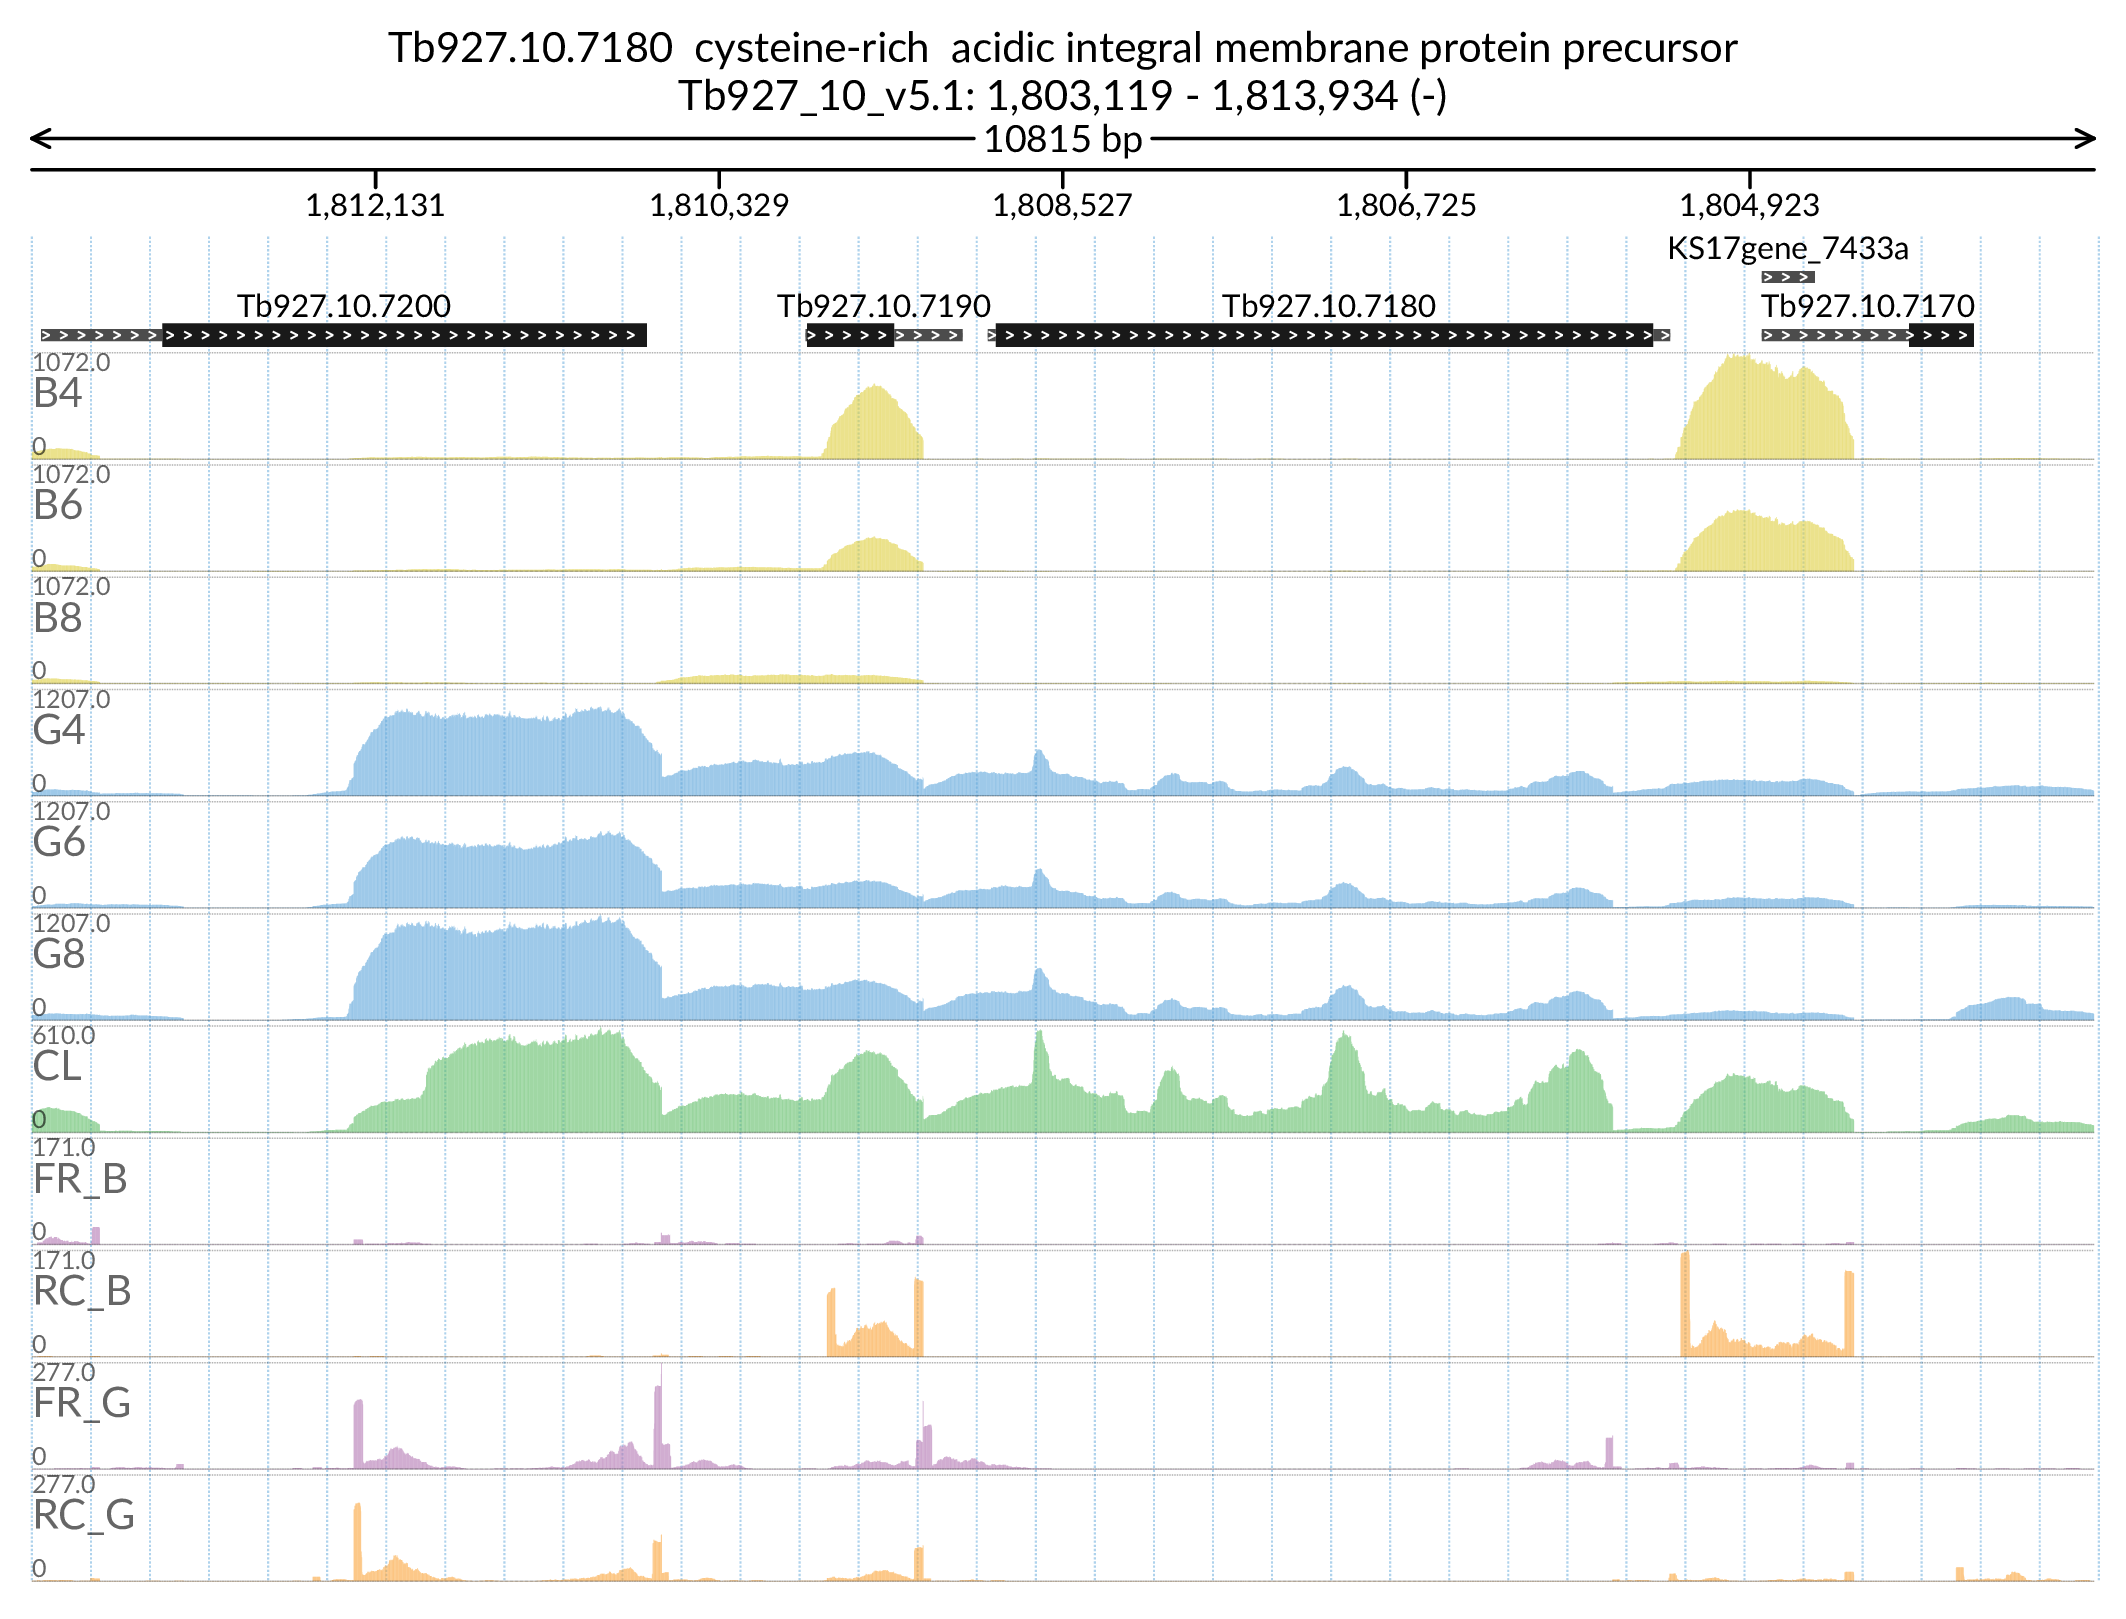 Tb927.10.7180 cysteine-rich acidic integral membrane protein precursor
Tb927_10_v5.1: 1,803,119 - 1,813,934 (-)
10815 bp
1,812,131 1,810,329 1,808,527 1,806,725 1,804,923
KS17gene_7433a
Tb927.10.7200 Tb927.10.7190 Tb927.10.7180 Tb927.10.7170
1072.0
B4
0
1072.0
B6
0
1072.0
B8
0
1207.0
G4
0
1207.0
G6
0
1207.0
G8
0
610.0
CL
0
171.0
FR_B
0
171.0
RC_B
0
277.0
FR_G
0
277.0
RC_G
0